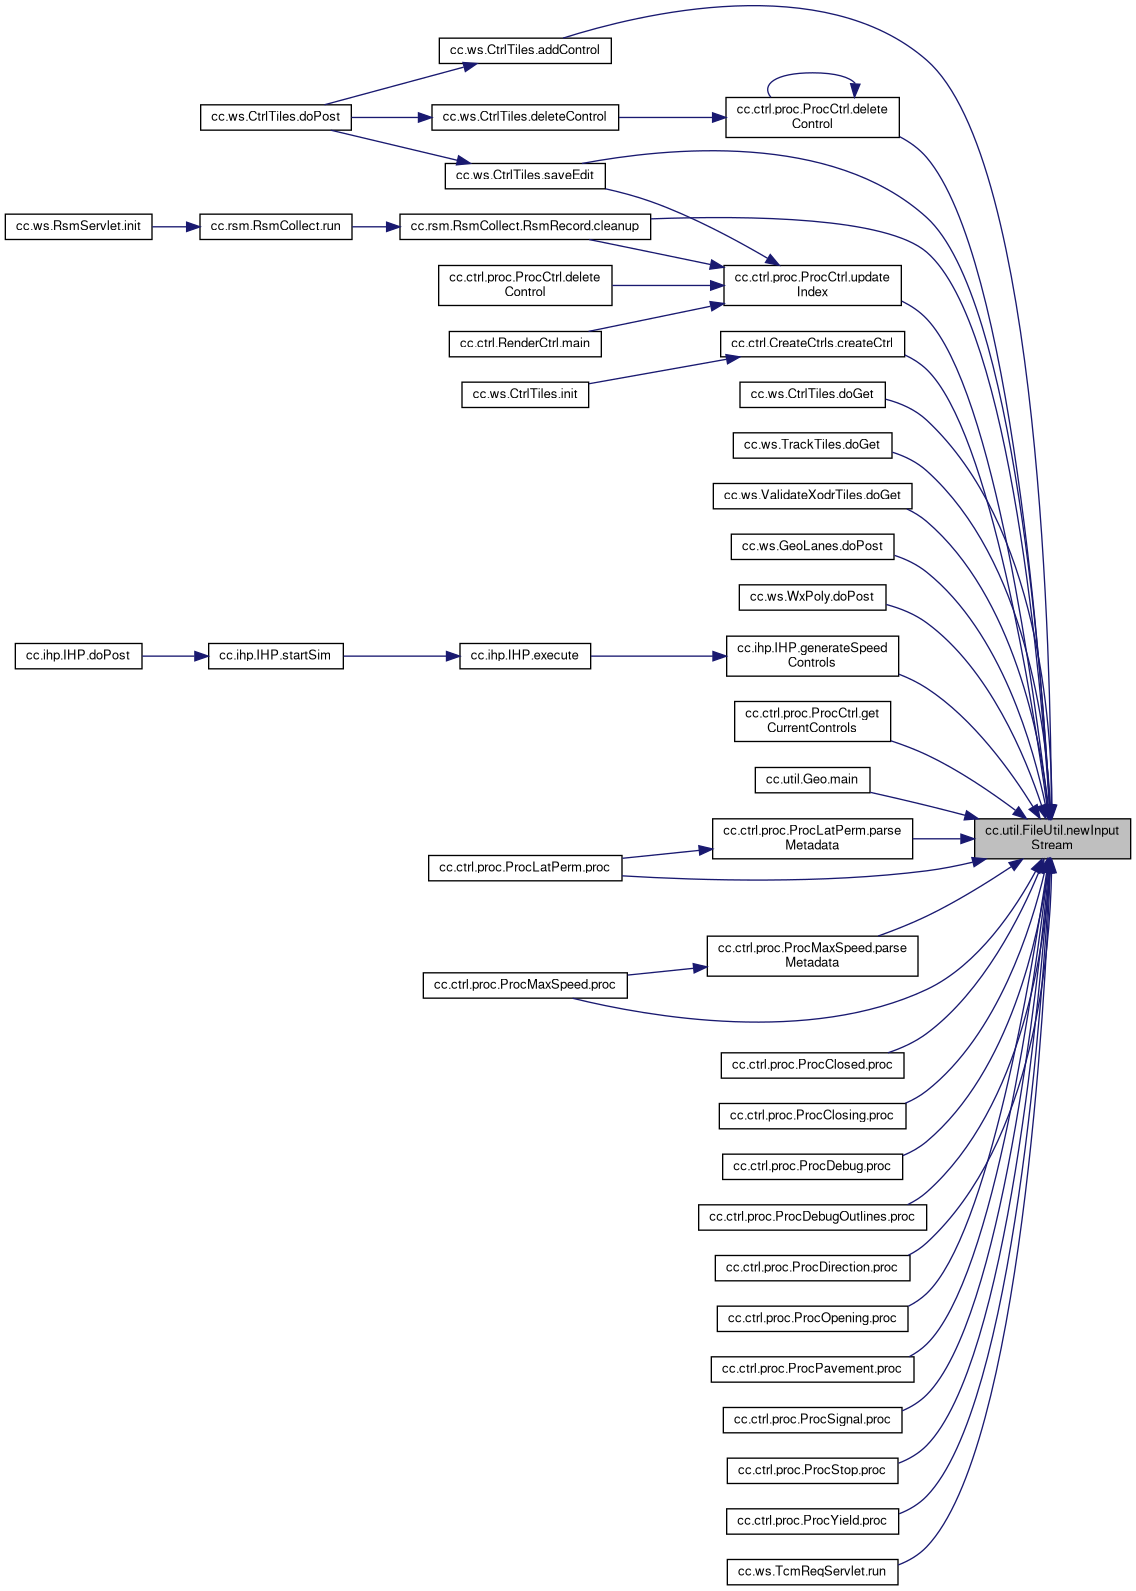 cc.ws.CtrlTiles.addControl
cc.ws.CtrlTiles.doPost
cc.ws.CtrlTiles.deleteControl
cc.ctrl.proc.ProcCtrl.delete
Control
cc.ws.CtrlTiles.saveEdit
cc.ws.RsmServlet.init
cc.rsm.RsmCollect.run
cc.rsm.RsmCollect.RsmRecord.cleanup
cc.ctrl.proc.ProcCtrl.delete
Control
cc.ctrl.proc.ProcCtrl.update
Index
cc.ctrl.RenderCtrl.main
cc.ctrl.CreateCtrls.createCtrl
cc.ws.CtrlTiles.init
cc.ws.CtrlTiles.doGet
cc.ws.TrackTiles.doGet
cc.ws.ValidateXodrTiles.doGet
cc.ws.GeoLanes.doPost
cc.ws.WxPoly.doPost
cc.ihp.IHP.doPost
cc.ihp.IHP.startSim
cc.ihp.IHP.execute
cc.ihp.IHP.generateSpeed
Controls
cc.ctrl.proc.ProcCtrl.get
CurrentControls
cc.util.Geo.main
cc.util.FileUtil.newInput
Stream
cc.ctrl.proc.ProcLatPerm.parse
Metadata
cc.ctrl.proc.ProcLatPerm.proc
cc.ctrl.proc.ProcMaxSpeed.parse
Metadata
cc.ctrl.proc.ProcMaxSpeed.proc
cc.ctrl.proc.ProcClosed.proc
cc.ctrl.proc.ProcClosing.proc
cc.ctrl.proc.ProcDebug.proc
cc.ctrl.proc.ProcDebugOutlines.proc
cc.ctrl.proc.ProcDirection.proc
cc.ctrl.proc.ProcOpening.proc
cc.ctrl.proc.ProcPavement.proc
cc.ctrl.proc.ProcSignal.proc
cc.ctrl.proc.ProcStop.proc
cc.ctrl.proc.ProcYield.proc
cc.ws.TcmReqServlet.run